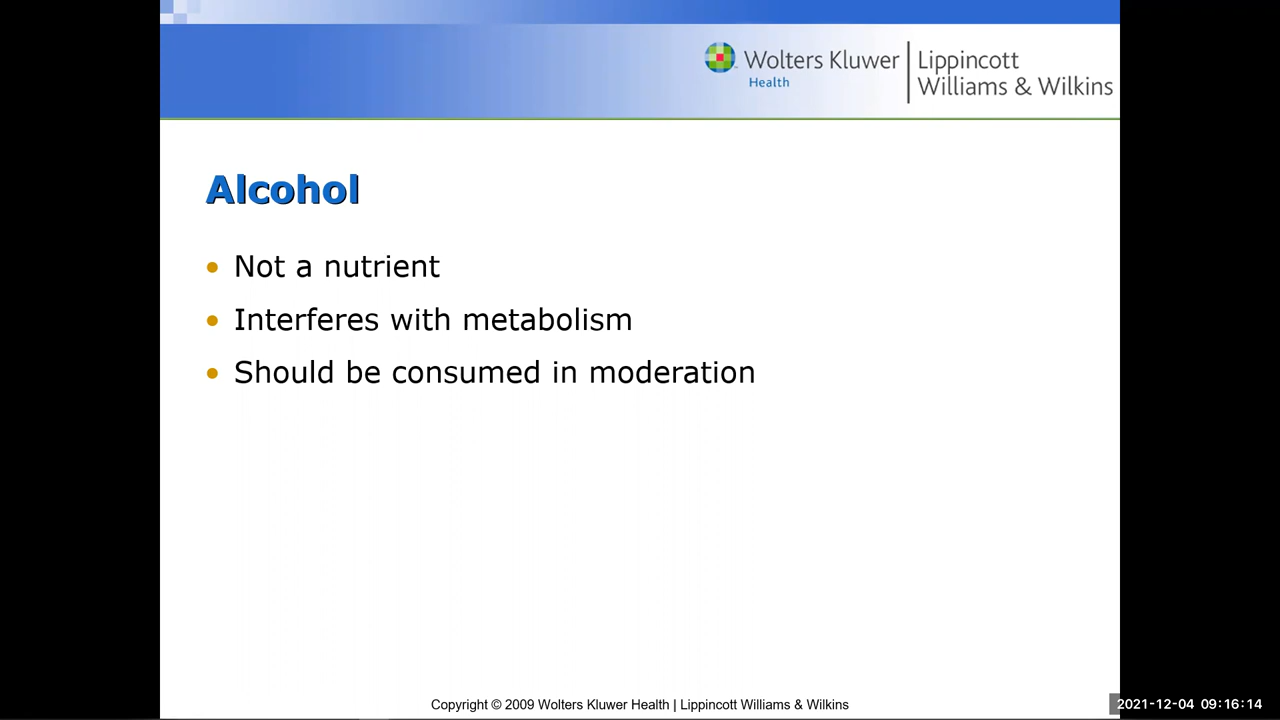 Wolters Kluwer
Health
Lippincott
Williams & Wilkins
Alcohol
• Not a nutrient
• Interferes with metabolism
• Should be consumed in moderation
Copyright © 2009 Wolters Kluwer Health | Lippincott Williams & Wilkins
2021-12-04 09:16:14